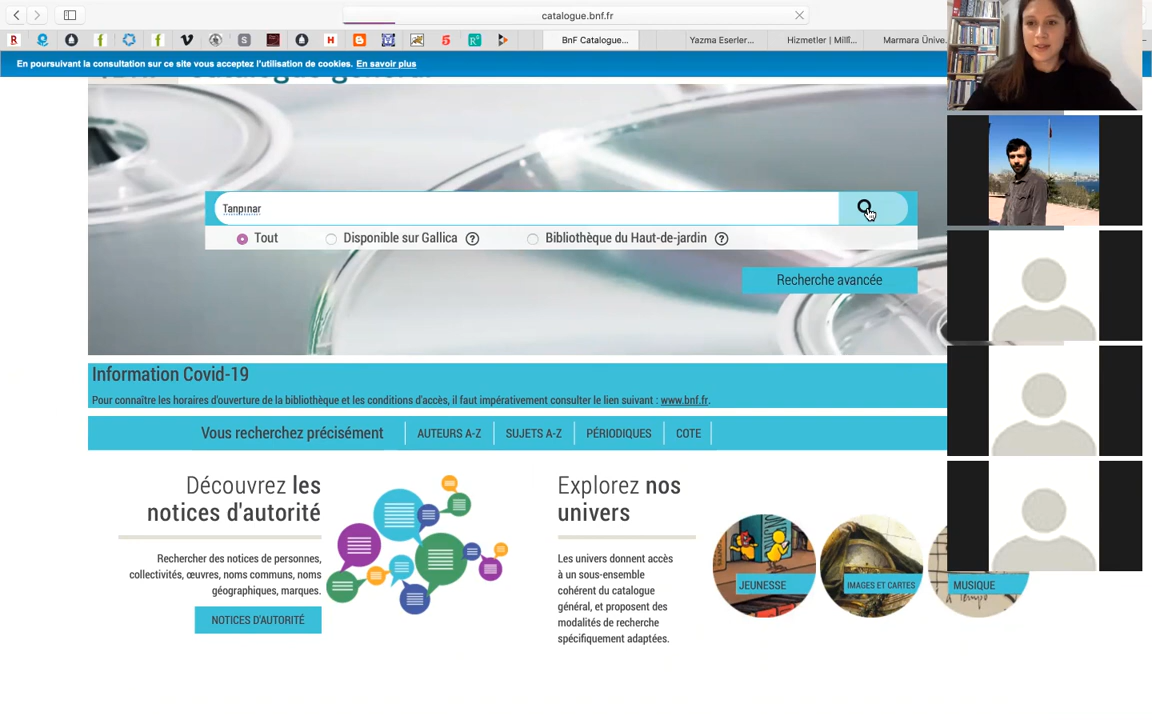 catalogue.bnf.fr
BnF Catalogue...
Yazma Eserler...
Hizmetler | Millî...
Marmara Ünive.
En poursuivant la consultation sur ce site vous acceptez l'utilisation de cookies. En savoir plus
Catalogue général
Tanpınar
Tout
Disponible sur Gallica ?
Bibliothèque du Haut-de-jardin ?
Recherche avancée
Information Covid-19
Pour connaître les horaires d'ouverture de la bibliothèque et les conditions d'accès, il faut impérativement consulter le lien suivant : www.bnf.fr.
Vous recherchez précisément
AUTEURS A-Z
SUJETS A-Z
PÉRIODIQUES
COTE
Découvrez les
notices d'autorité
Rechercher des notices de personnes,
collectivités, œuvres, noms communs, noms
géographiques, marques.
NOTICES D'AUTORITÉ
Explorez nos
univers
Les univers donnent accès
à un sous-ensemble
cohérent du catalogue
général, et proposent des
modalités de recherche
spécifiquement adaptées.
JEUNESSE
IMAGES ET CARTES
MUSIQUE